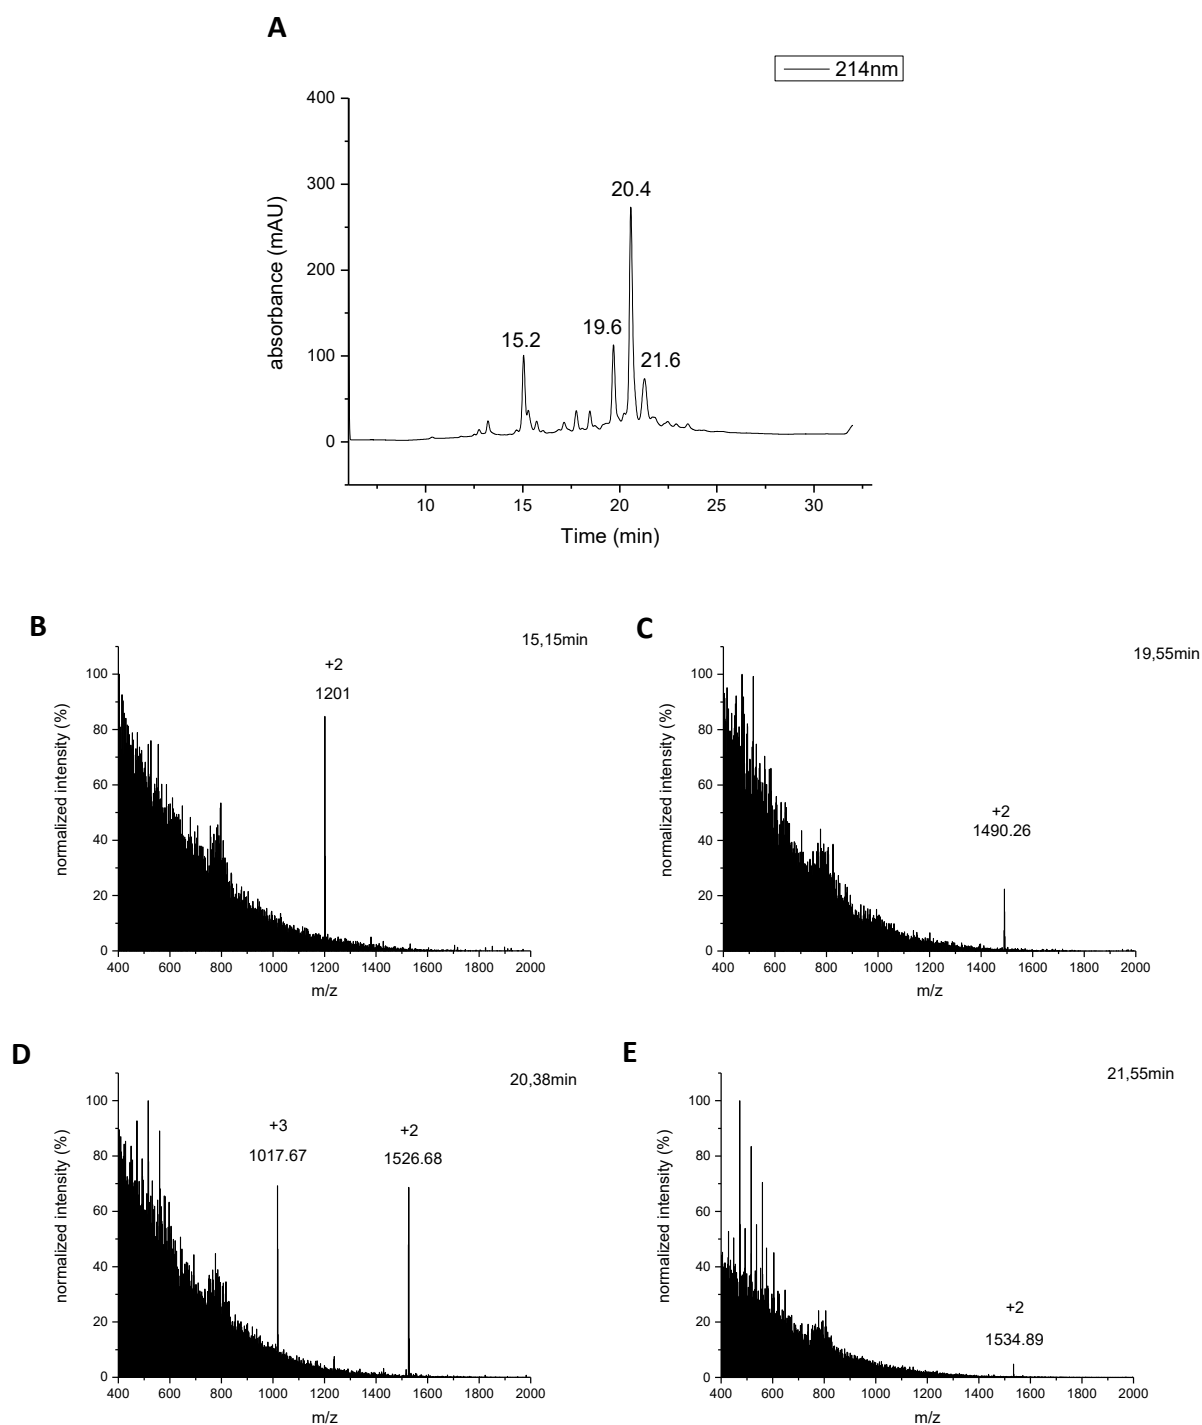 A
214nm
400
300
200
100
0
absorbance (mAU)
20.4
19.6
15.2
21.6
10 15 20 25 30
Time (min)
B
15,15min
+2
1201
100
80
60
40
20
0
normalized intensity (%)
400 600 800 1000 1200 1400 1600 1800 2000
m/z
C
19,55min
+2
1490.26
100
80
60
40
20
0
normalized intensity (%)
400 600 800 1000 1200 1400 1600 1800 2000
m/z
D
20,38min
+3
1017.67
+2
1526.68
100
80
60
40
20
0
normalized intensity (%)
400 600 800 1000 1200 1400 1600 1800 2000
m/z
E
21,55min
+2
1534.89
100
80
60
40
20
0
normalized intensity (%)
400 600 800 1000 1200 1400 1600 1800 2000
m/z